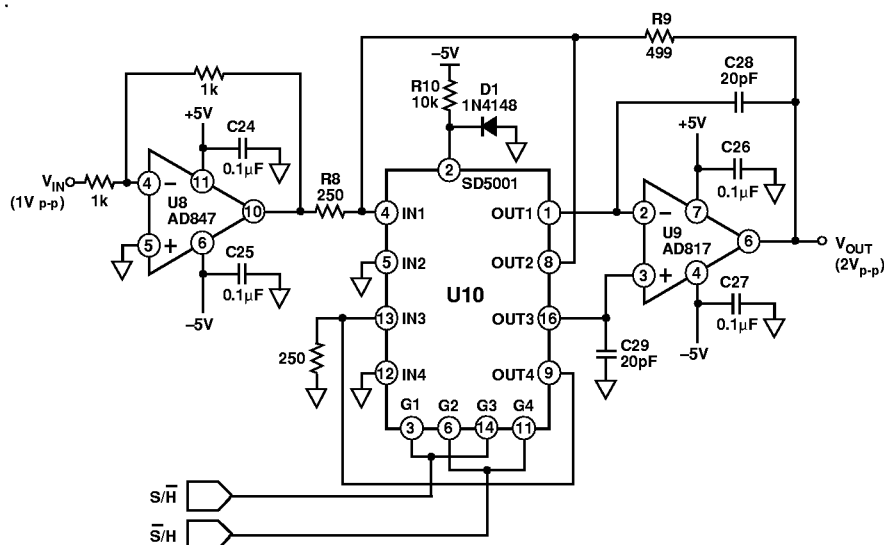 R9
499
–5V
C28
20pF
R10
10k
D1
1N4148
1k
+5V
C24
0.1µF
+5V
C26
0.1µF
2
SD5001
V IN
(1V p-p)
1k
4
–
11
U8
AD847
10
5
+
6
R8
250
4
IN1
OUT1
1
2
–
7
U9
AD817
6
V OUT
(2Vp-p)
5
IN2
OUT2
8
3
+
4
C25
0.1µF
–5V
U10
C27
0.1µF
–5V
13
IN3
OUT3
16
250
C29
20pF
12
IN4
OUT4
9
G1
G2
G3
G4
3
6
14
11
S/H̅
S̅/H